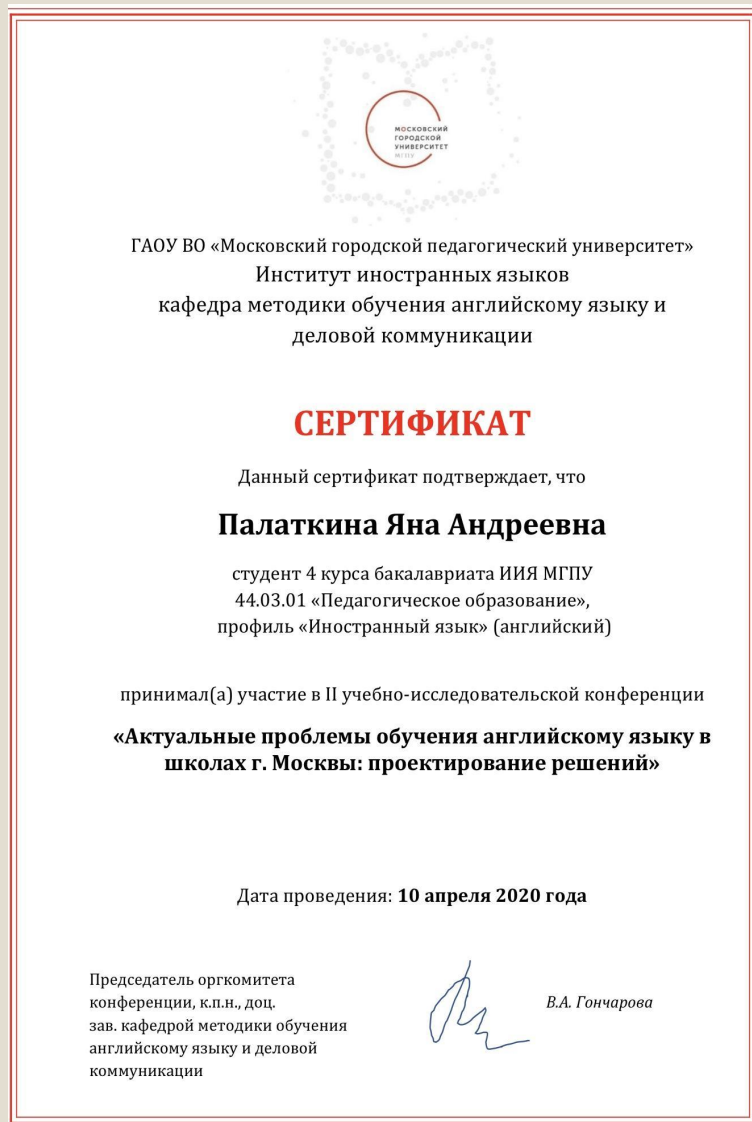 МОСКОВСКИЙ
ГОРОДСКОЙ
УНИВЕРСИТЕТ
МГПУ
ГАОУ ВО «Московский городской педагогический университет»
Институт иностранных языков
кафедра методики обучения английскому языку и
деловой коммуникации
СЕРТИФИКАТ
Данный сертификат подтверждает, что
Палаткина Яна Андреевна
студент 4 курса бакалавриата ИИЯ МГПУ
44.03.01 «Педагогическое образование»,
профиль «Иностранный язык» (английский)
принимал(а) участие в II учебно-исследовательской конференции
«Актуальные проблемы обучения английскому языку в
школах г. Москвы: проектирование решений»
Дата проведения: 10 апреля 2020 года
Председатель оргкомитета
конференции, к.п.н., доц.
зав. кафедрой методики обучения
английскому языку и деловой
коммуникации
В.А. Гончарова